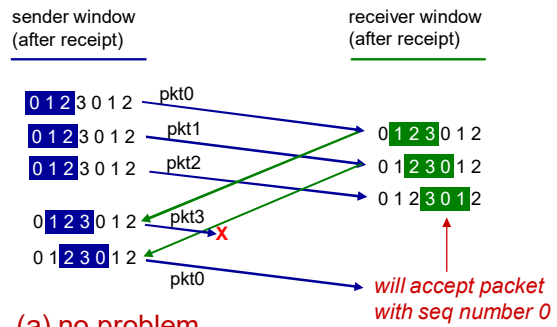 sender window
(after receipt)
receiver window
(after receipt)
0 1 2 3 0 1 2
pkt0
0 1 2 3 0 1 2
pkt1
0 1 2 3 0 1 2
pkt2
0 1 2 3 0 1 2
0 1 2 3 0 1 2
0 1 2 3 0 1 2
0 1 2 3 0 1 2
pkt3
X
0 1 2 3 0 1 2
pkt0
will accept packet
with seq number 0
(a) no problem